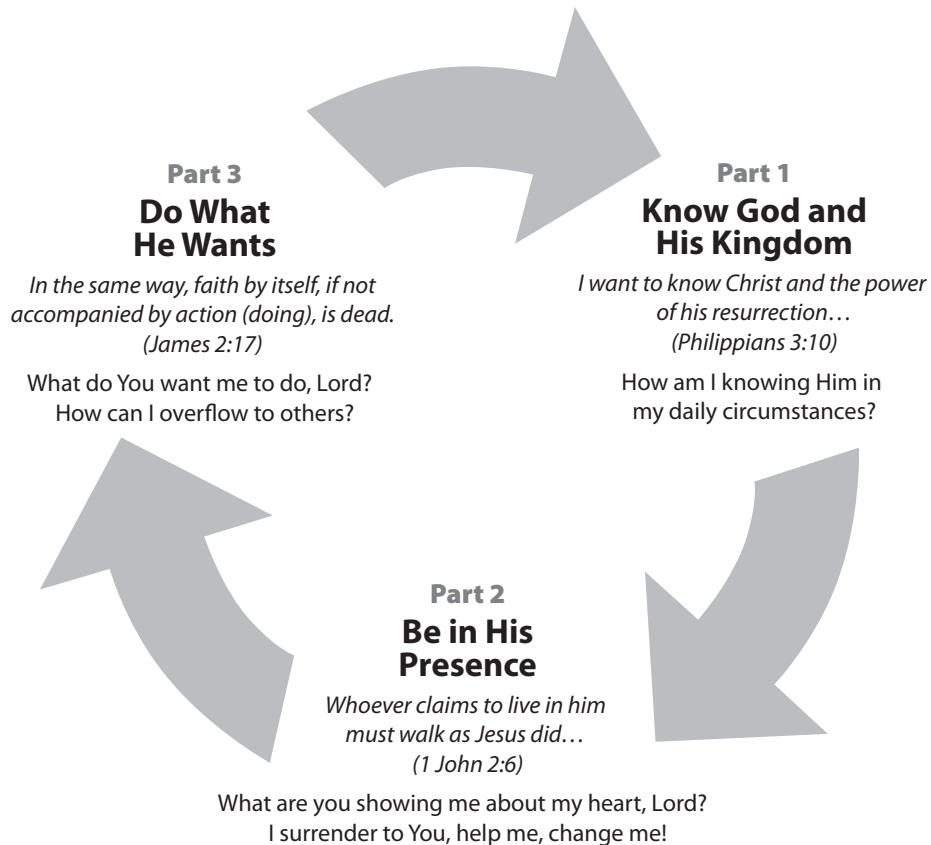 Part 1
Know God and
His Kingdom
I want to know Christ and the power
of his resurrection…
(Philippians 3:10)
How am I knowing Him in
my daily circumstances?
Part 2
Be in His
Presence
Whoever claims to live in him
must walk as Jesus did…
(1 John 2:6)
What are you showing me about my heart, Lord?
I surrender to You, help me, change me!
Part 3
Do What
He Wants
In the same way, faith by itself, if not
accompanied by action (doing), is dead.
(James 2:17)
What do You want me to do, Lord?
How can I overflow to others?